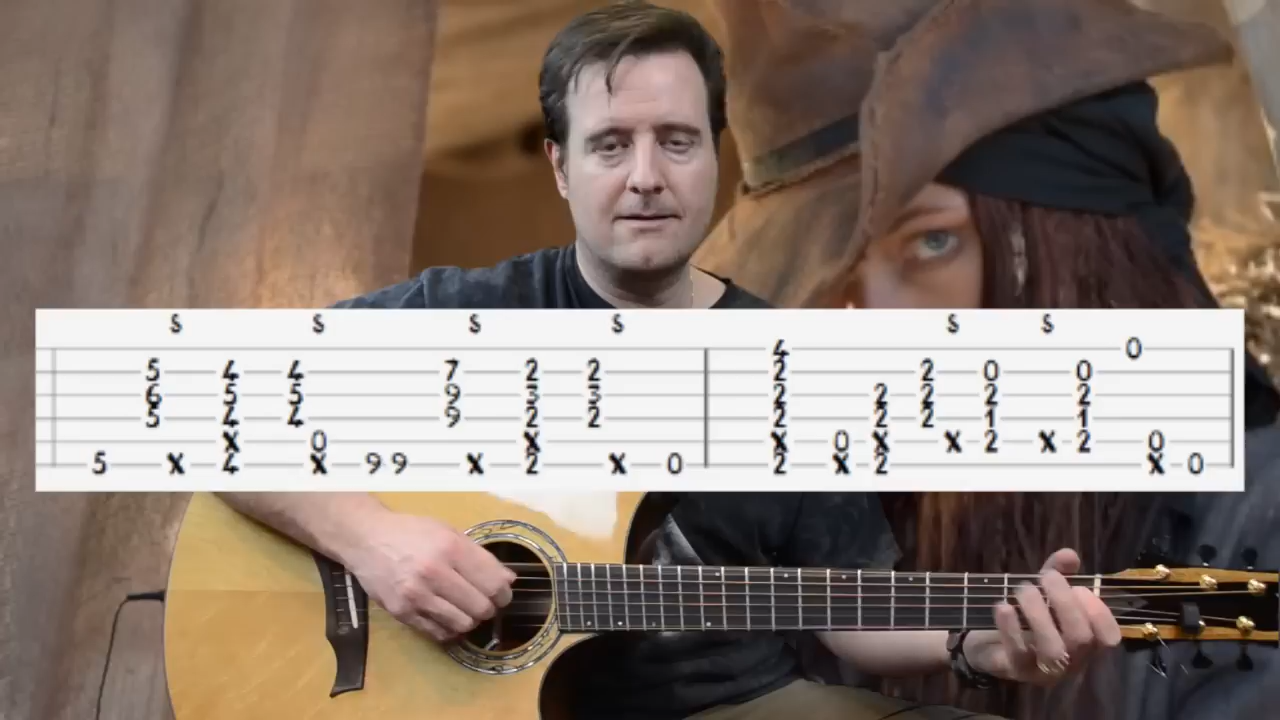 S S S S S S
4 0
5 4 4 7 2 2 2 2 0 0
6 5 5 9 3 3 2 2 2 2 2
5 4 4 9 2 2 2 2 2 1 1
X 0 X X 0 X X 2 X 2 0
5 X 4 X 9 9 X 2 X 0 2 X 2 X 0